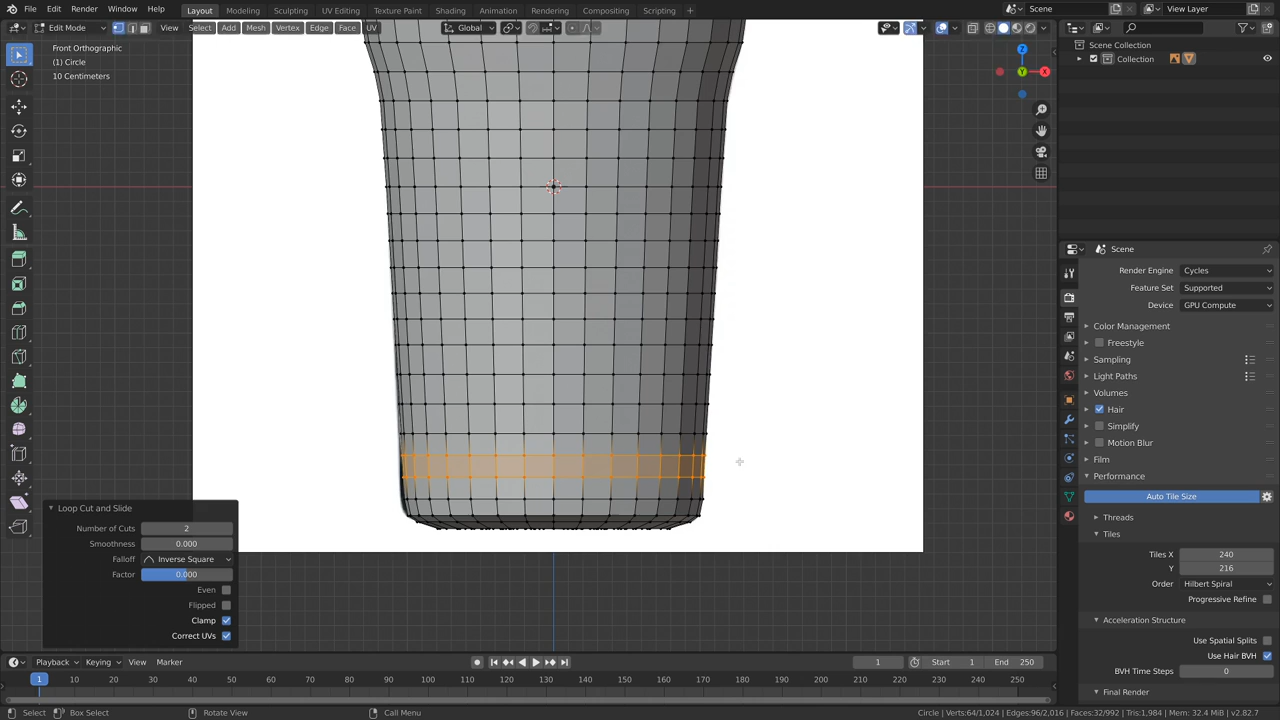 File Edit Render Window Help Layout Modeling Sculpting UV Editing Texture Paint Shading Animation Rendering Compositing Scripting Scene View Layer
Edit Mode View Select Add Mesh Vertex Edge Face UV Global
Front Orthographic
(1) Circle
10 Centimeters
Z
Y
X
Scene Collection
Collection
Scene
Render Engine Cycles
Feature Set Supported
Device GPU Compute
Color Management
Freestyle
Sampling
Light Paths
Volumes
Hair
Simplify
Motion Blur
Film
Performance
Auto Tile Size
Threads
Tiles
Tiles X 240
Y 216
Order Hilbert Spiral
Progressive Refine
Acceleration Structure
Use Spatial Splits
Use Hair BVH
BVH Time Steps 0
Final Render
Loop Cut and Slide
Number of Cuts 2
Smoothness 0.000
Falloff Inverse Square
Factor 0.000
Even
Flipped
Clamp
Correct UVs
Playback Keying View Marker 1 Start 1 End 250
1 10 20 30 40 50 60 70 80 90 100 110 120 130 140 150 160 170 180 190 200 210 220 230 240 250
Select Box Select Rotate View Call Menu Circle | Verts:64/1,024 | Edges:96/2,016 | Faces:32/992 | Tris:1,984 | Mem: 32.4 MiB | v2.82.7